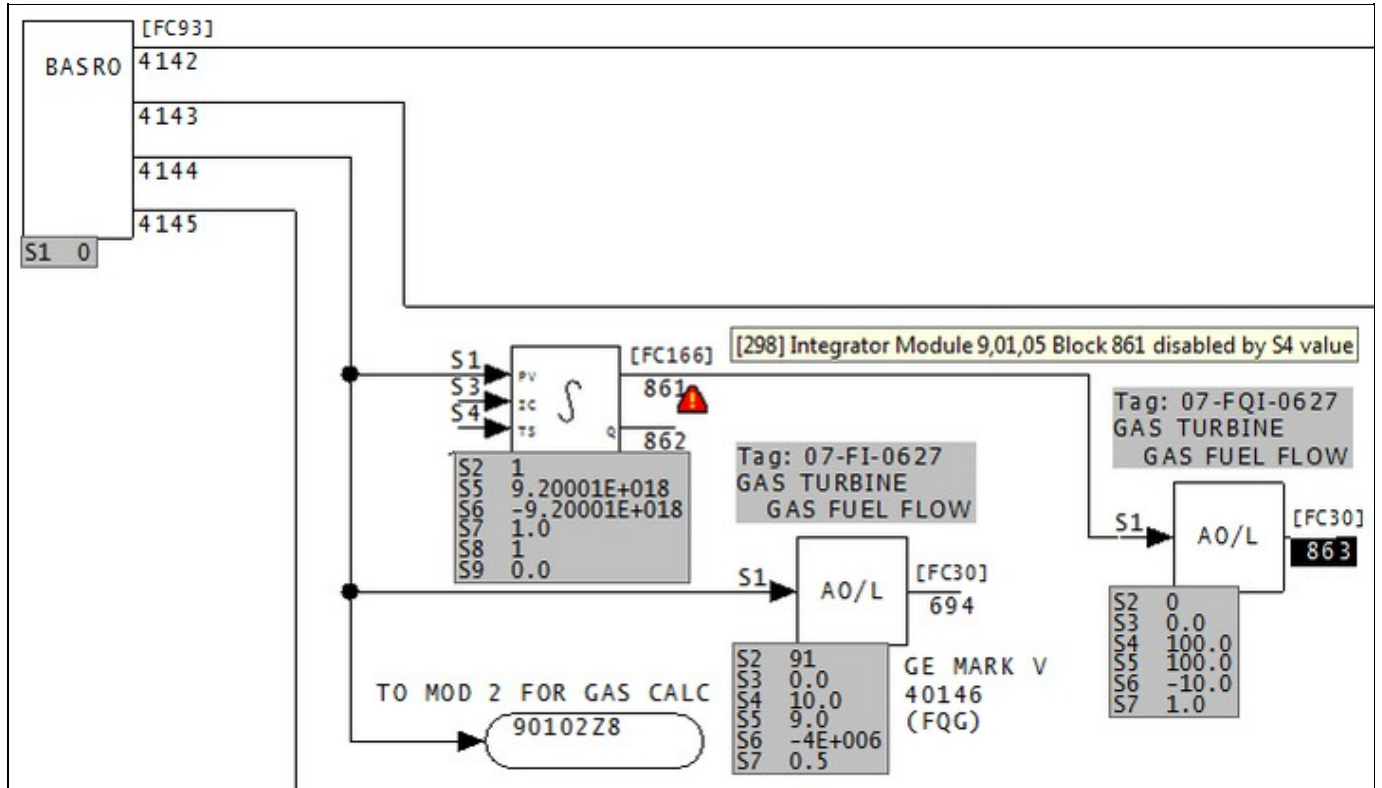 [FC93]
BASRO
4142
4143
4144
4145
S1 0
[298] Integrator Module 9,01,05 Block 861 disabled by S4 value
S1
S3
S4
PV
IC
TS
Q
[FC166]
861
862
S2 1
S5 9.20001E+018
S6 -9.20001E+018
S7 1.0
S8 1
S9 0.0
Tag: 07-FI-0627
GAS TURBINE
GAS FUEL FLOW
S1
AO/L
[FC30]
694
S2 91
S3 0.0
S4 10.0
S5 9.0
S6 -4E+006
S7 0.5
GE MARK V
40146
(FQG)
Tag: 07-FQI-0627
GAS TURBINE
GAS FUEL FLOW
S1
AO/L
[FC30]
863
S2 0
S3 0.0
S4 100.0
S5 100.0
S6 -10.0
S7 1.0
TO MOD 2 FOR GAS CALC
90102Z8